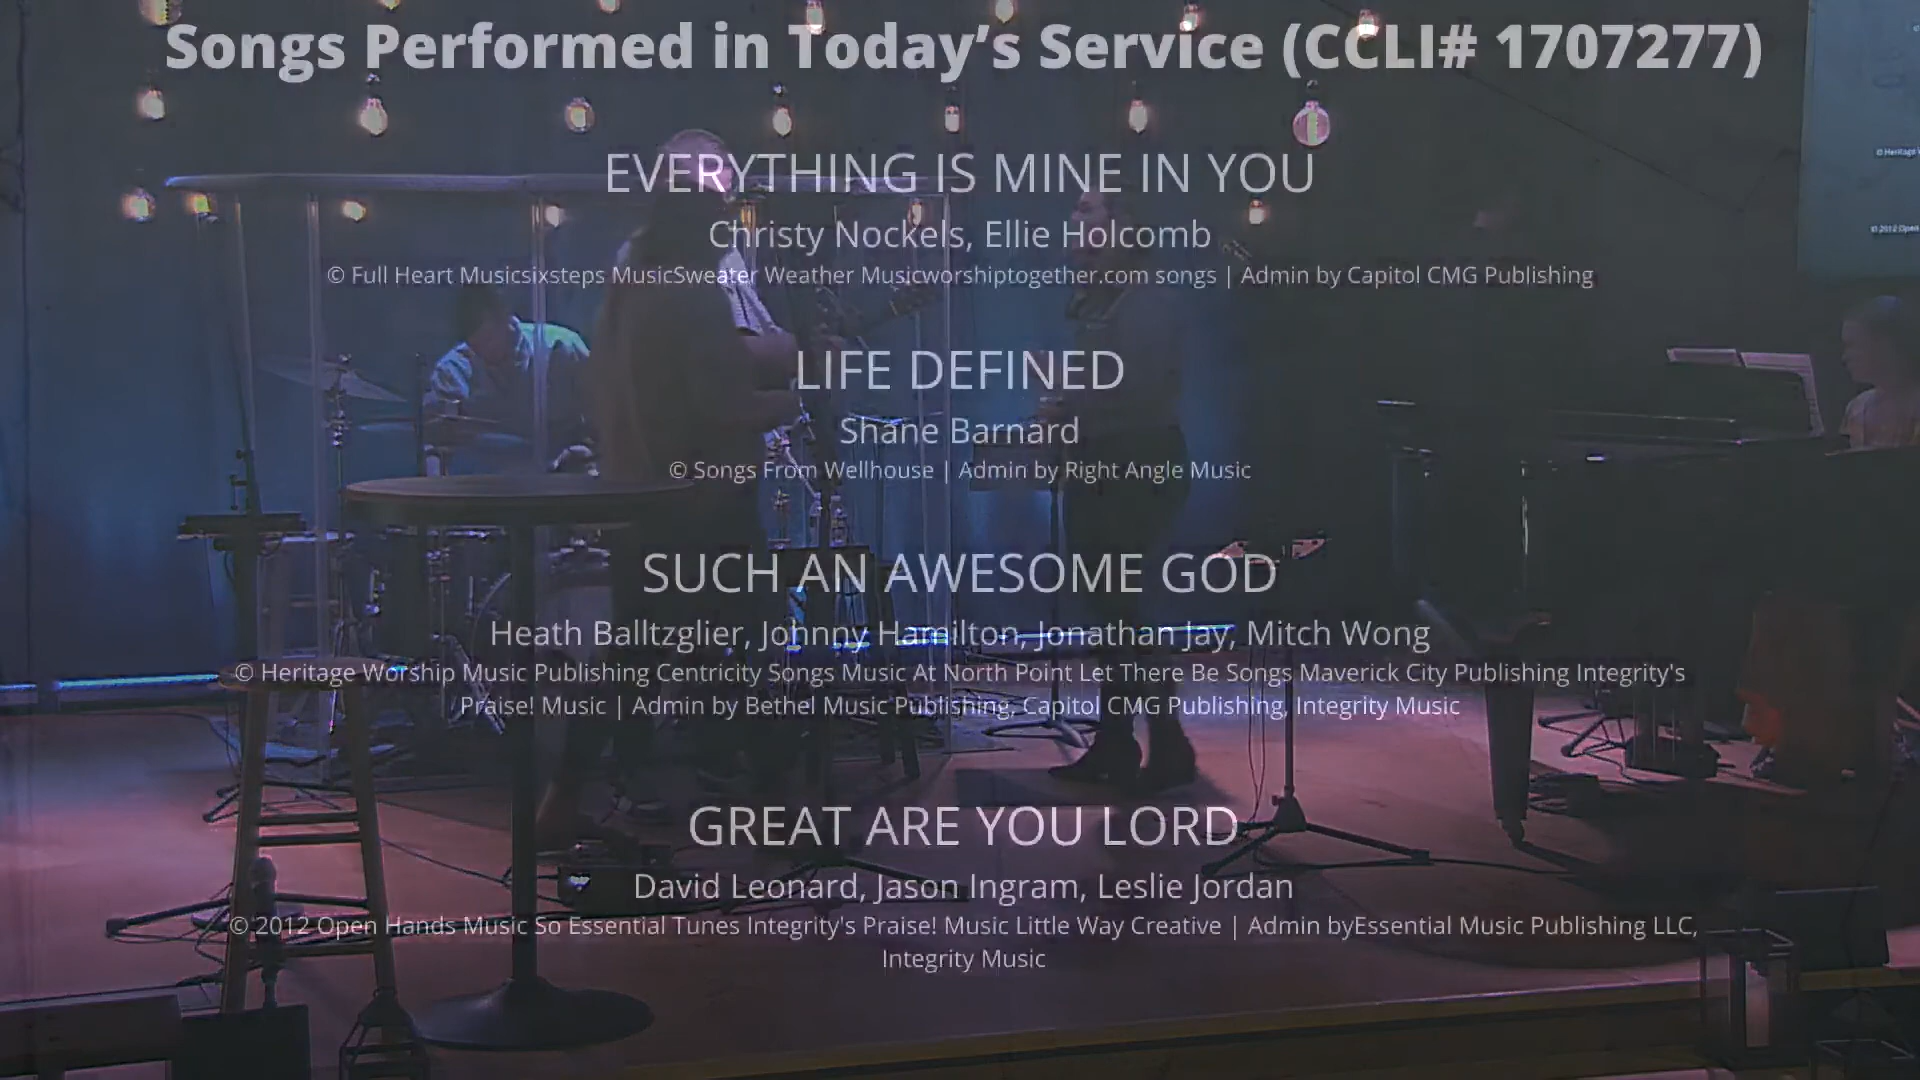 Songs Performed in Today’s Service (CCLI# 1707277)
EVERYTHING IS MINE IN YOU
Christy Nockels, Ellie Holcomb
© Full Heart Musicsixsteps MusicSweater Weather Musicworshiptogether.com songs | Admin by Capitol CMG Publishing
LIFE DEFINED
Shane Barnard
© Songs From Wellhouse | Admin by Right Angle Music
SUCH AN AWESOME GOD
Heath Balltzglier, Johnny Hamilton, Jonathan Jay, Mitch Wong
© Heritage Worship Music Publishing Centricity Songs Music At North Point Let There Be Songs Maverick City Publishing Integrity's
Praise! Music | Admin by Bethel Music Publishing, Capitol CMG Publishing, Integrity Music
GREAT ARE YOU LORD
David Leonard, Jason Ingram, Leslie Jordan
© 2012 Open Hands Music So Essential Tunes Integrity's Praise! Music Little Way Creative | Admin byEssential Music Publishing LLC,
Integrity Music
© Heritage
© 2012 Open